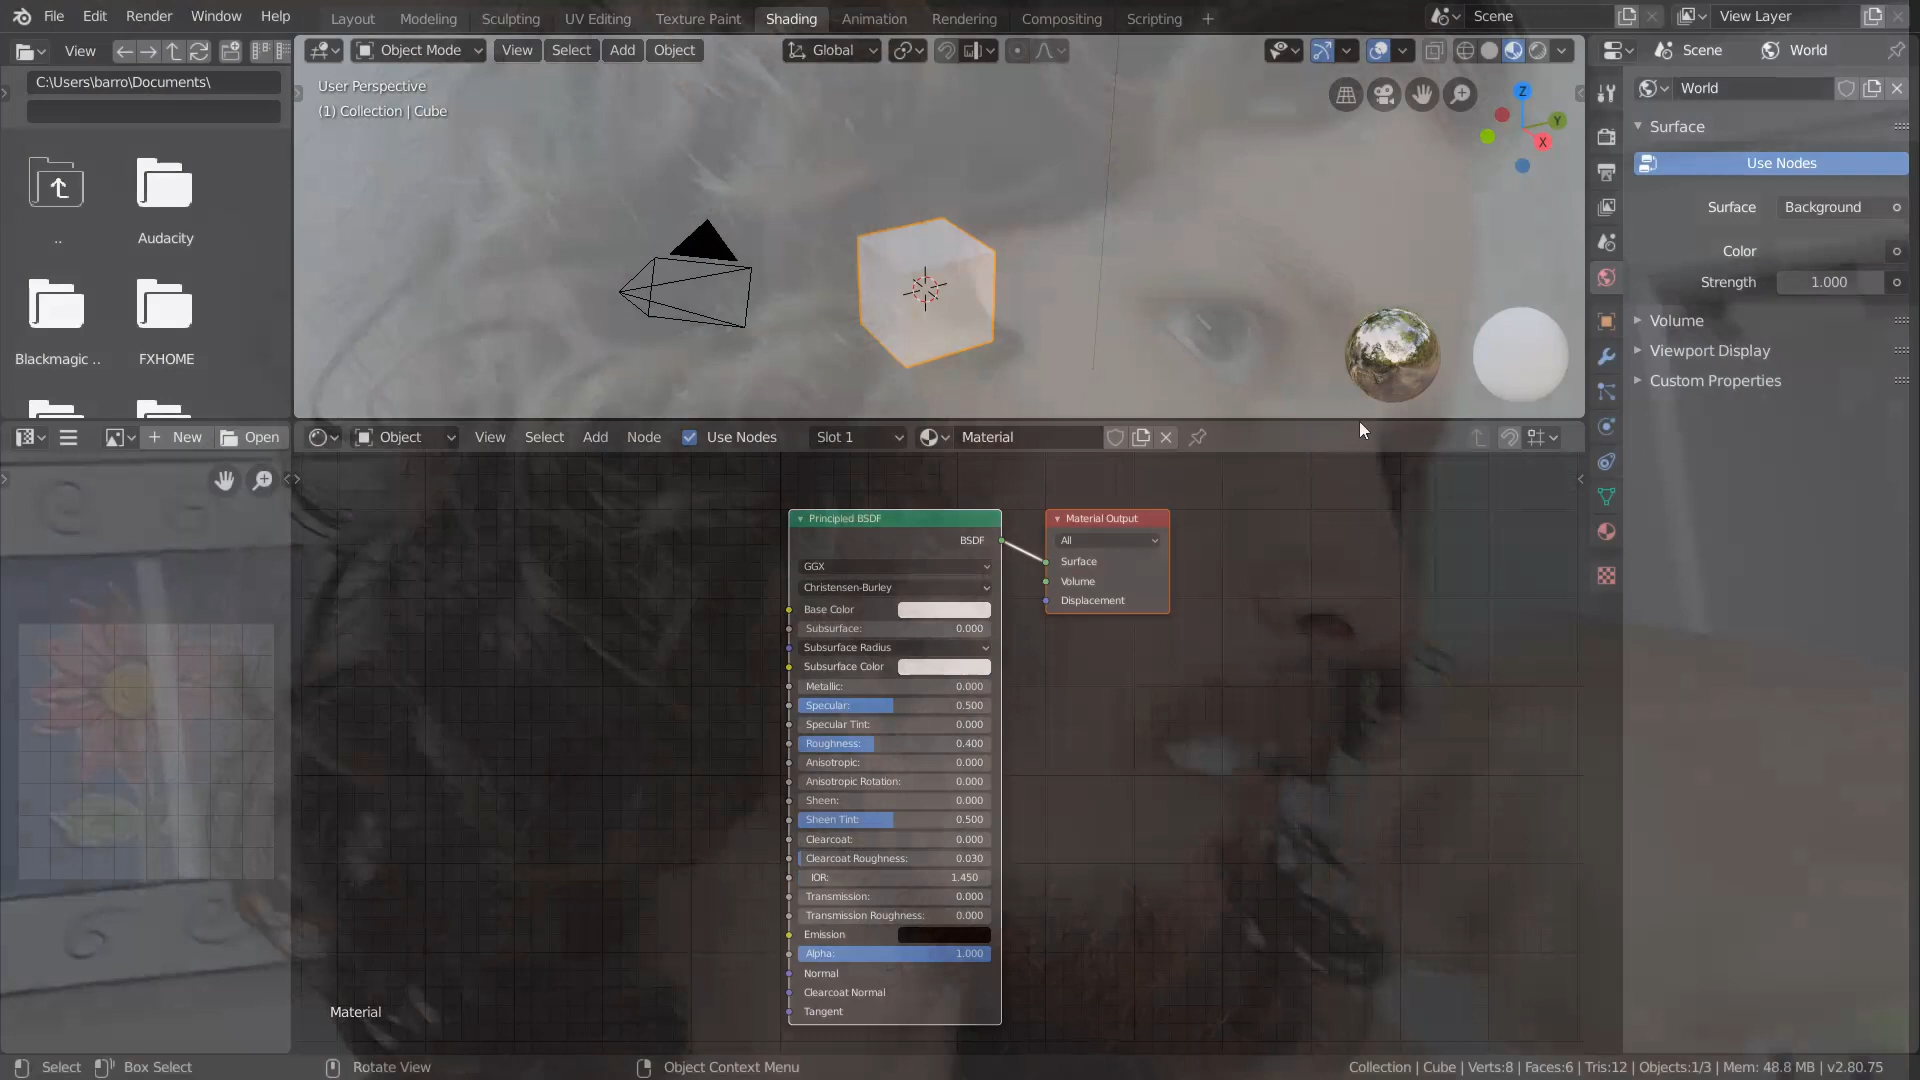 File Edit Render Window Help
Layout Modeling Sculpting UV Editing Texture Paint Shading Animation Rendering Compositing Scripting +
Scene
View Layer
View
Object Mode
View Select Add Object
Global
Scene World
C:\Users\barro\Documents\
User Perspective
(1) Collection | Cube
Z
Y
X
World
Surface
Use Nodes
Surface Background
Color
Strength 1.000
Volume
Viewport Display
Custom Properties
..
Audacity
Blackmagic ..
FXHOME
+ New Open
Object View Select Add Node Use Nodes Slot 1 Material
Principled BSDF
BSDF
GGX
Christensen-Burley
Base Color
Subsurface: 0.000
Subsurface Radius
Subsurface Color
Metallic: 0.000
Specular: 0.500
Specular Tint: 0.000
Roughness: 0.400
Anisotropic: 0.000
Anisotropic Rotation: 0.000
Sheen: 0.000
Sheen Tint: 0.500
Clearcoat: 0.000
Clearcoat Roughness: 0.030
IOR: 1.450
Transmission: 0.000
Transmission Roughness: 0.000
Emission
Alpha: 1.000
Normal
Clearcoat Normal
Tangent
Material Output
All
Surface
Volume
Displacement
Material
Select Box Select Rotate View Object Context Menu
Collection | Cube | Verts:8 | Faces:6 | Tris:12 | Objects:1/3 | Mem: 48.8 MB | v2.80.75